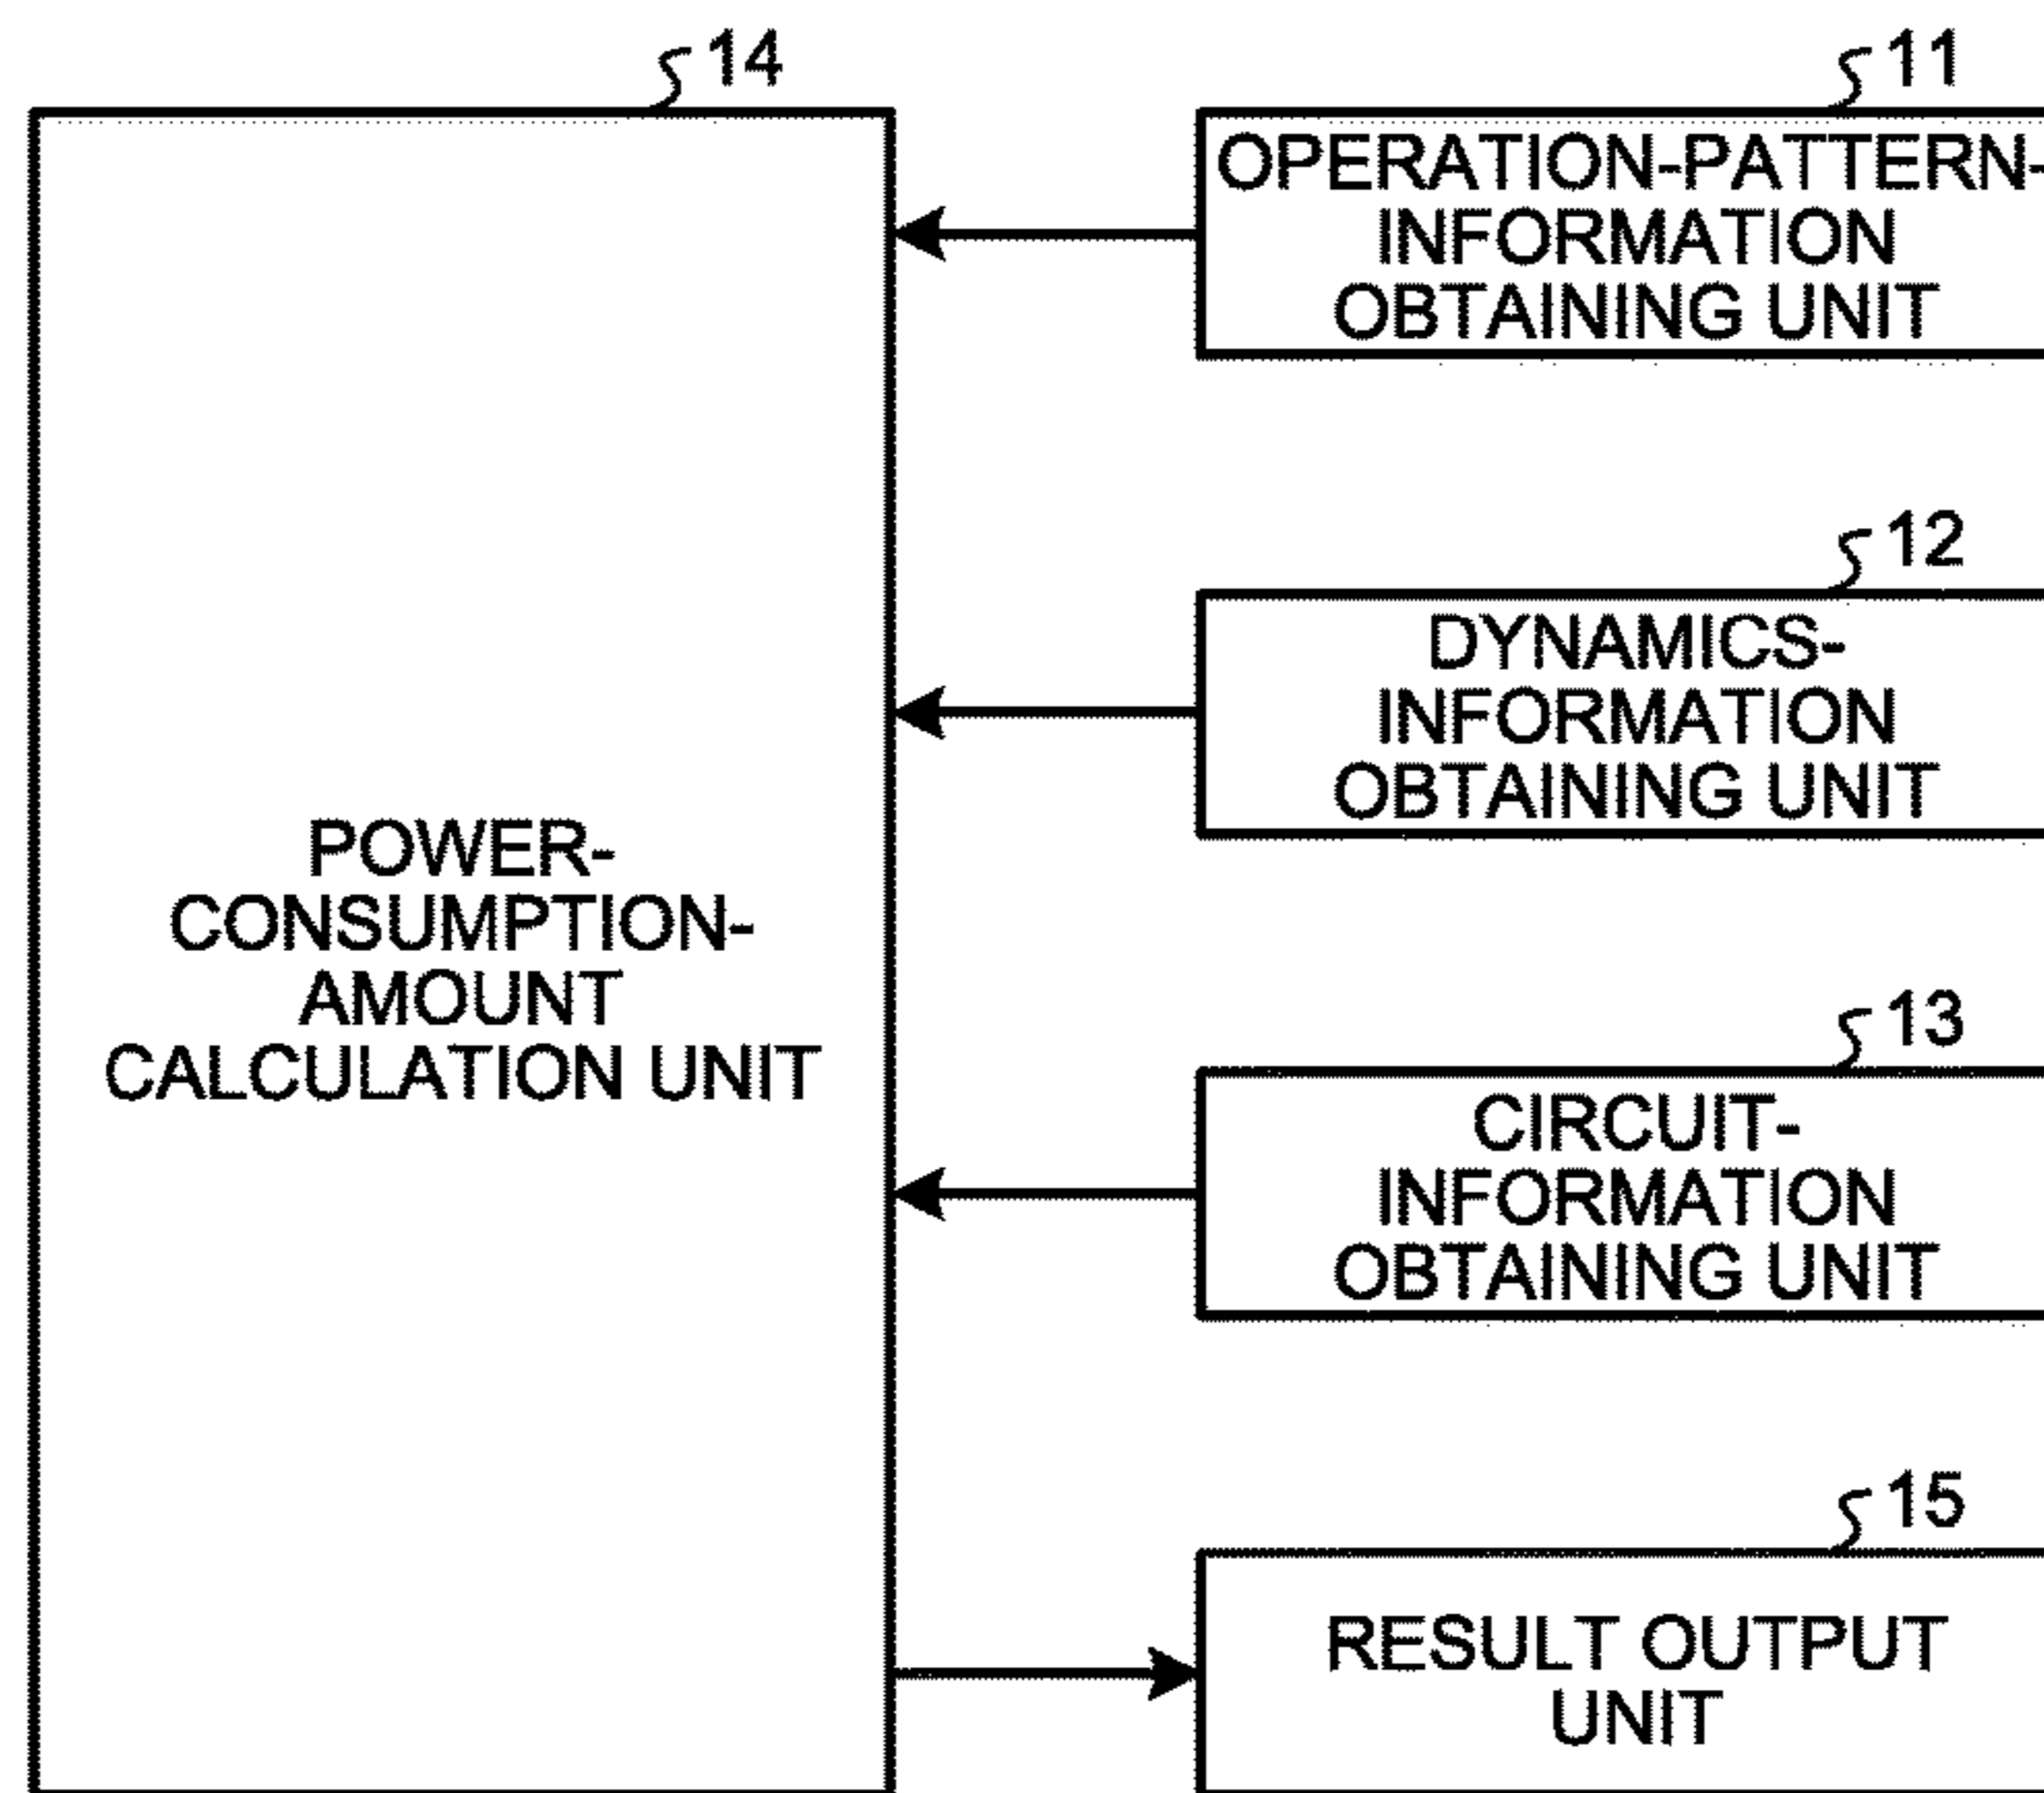 14
POWER-
CONSUMPTION-
AMOUNT
CALCULATION UNIT
11
OPERATION-PATTERN-
INFORMATION
OBTAINING UNIT
12
DYNAMICS-
INFORMATION
OBTAINING UNIT
13
CIRCUIT-
INFORMATION
OBTAINING UNIT
15
RESULT OUTPUT
UNIT